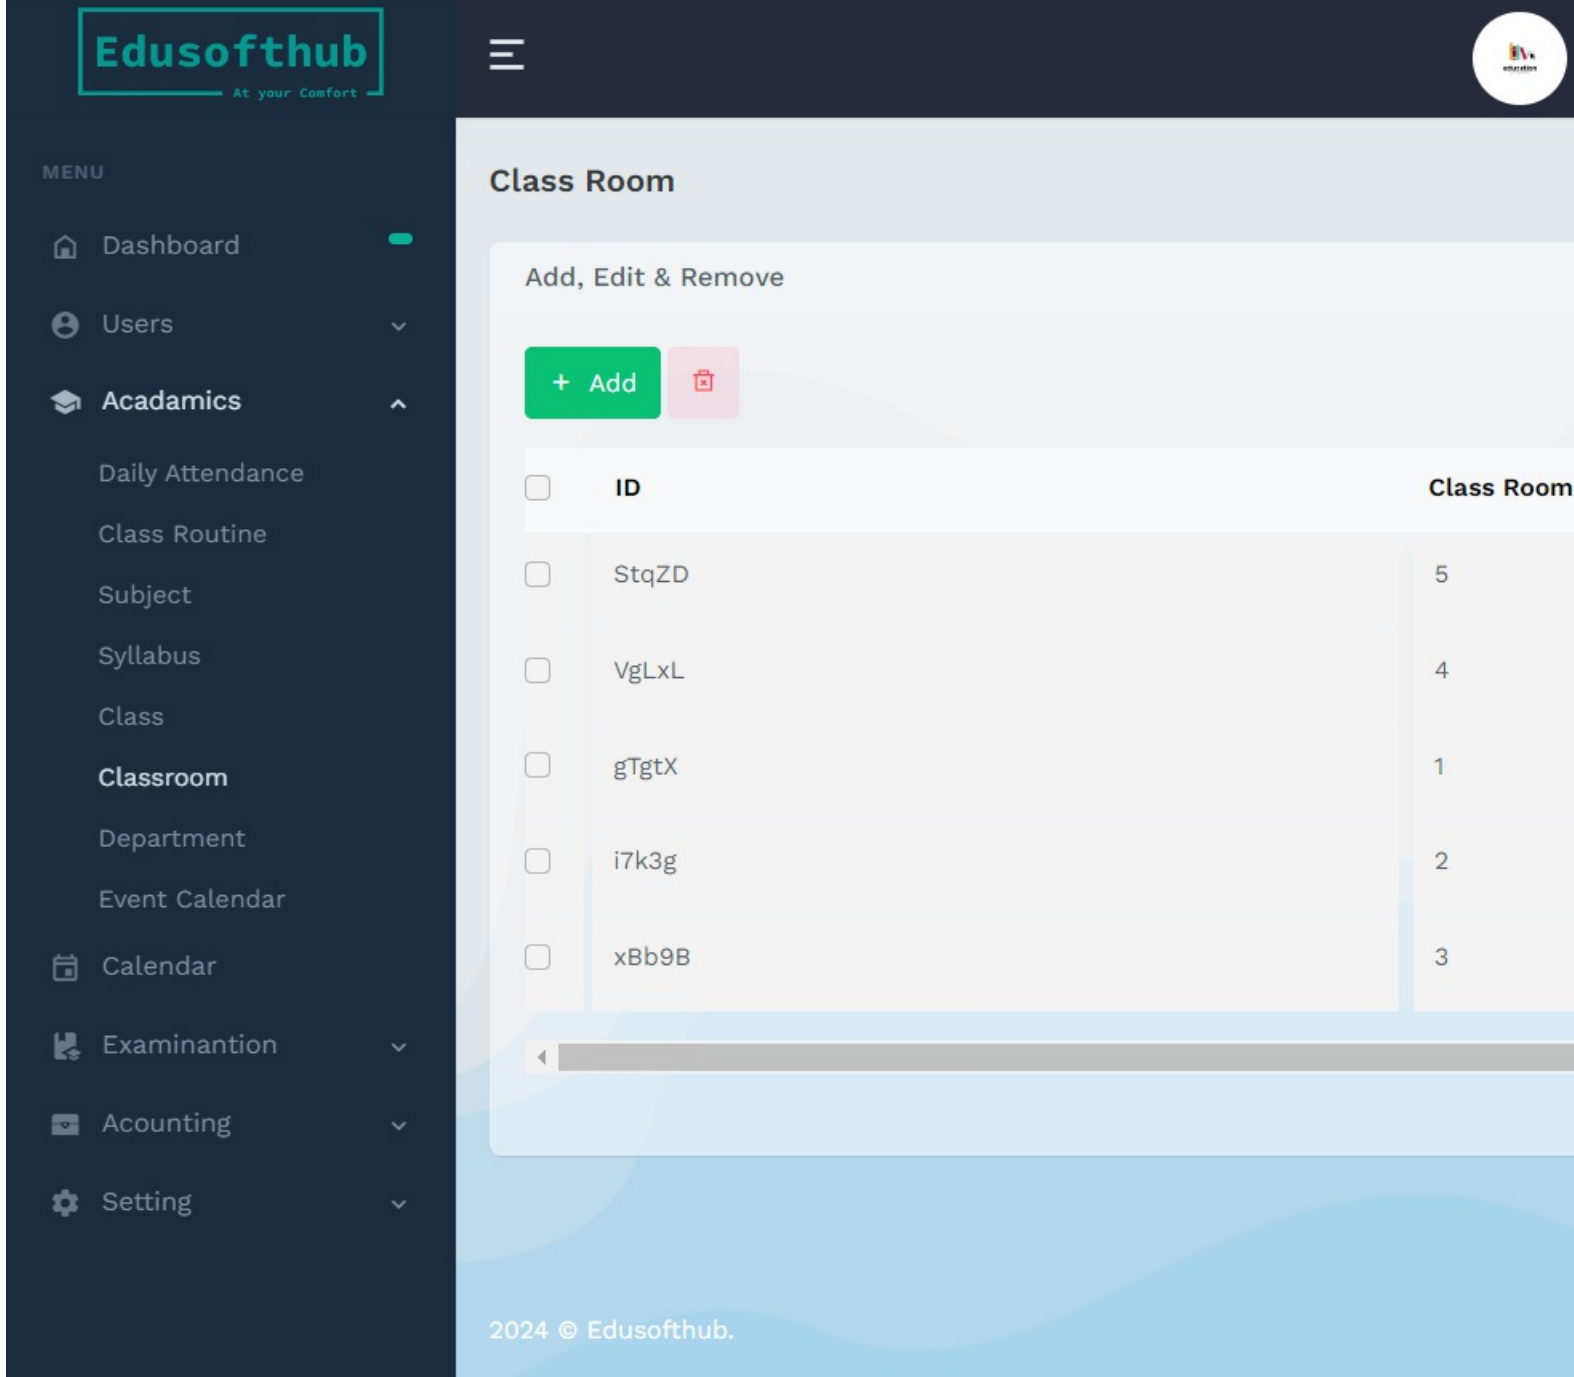 Edusofthub
At your Comfort
education
MENU
Dashboard
Users
Acadamics
Daily Attendance
Class Routine
Subject
Syllabus
Class
Classroom
Department
Event Calendar
Calendar
Examinantion
Acounting
Setting
Class Room
Add, Edit & Remove
+ Add
ID Class Room
StqZD 5
VgLxL 4
gTgtX 1
i7k3g 2
xBb9B 3
2024 © Edusofthub.